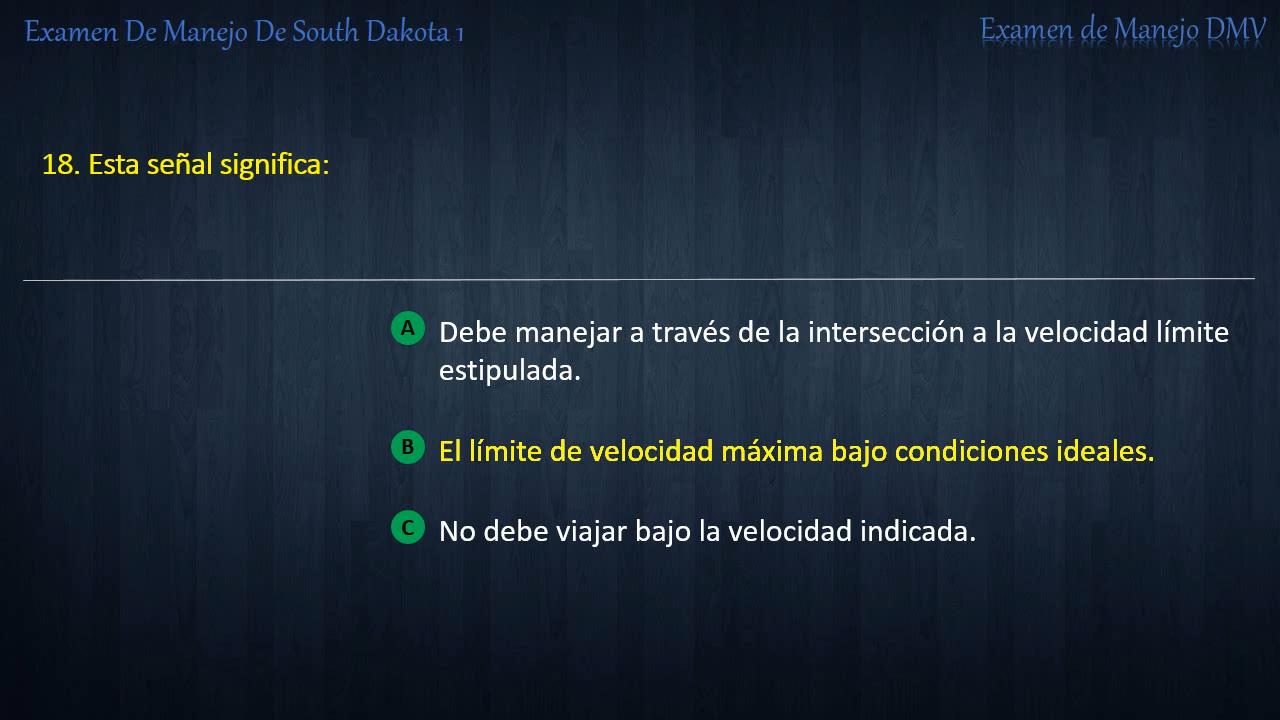 Examen De Manejo De South Dakota 1
Examen de Manejo DMV
18. Esta señal significa:
A Debe manejar a través de la intersección a la velocidad límite
estipulada.
B El límite de velocidad máxima bajo condiciones ideales.
C No debe viajar bajo la velocidad indicada.